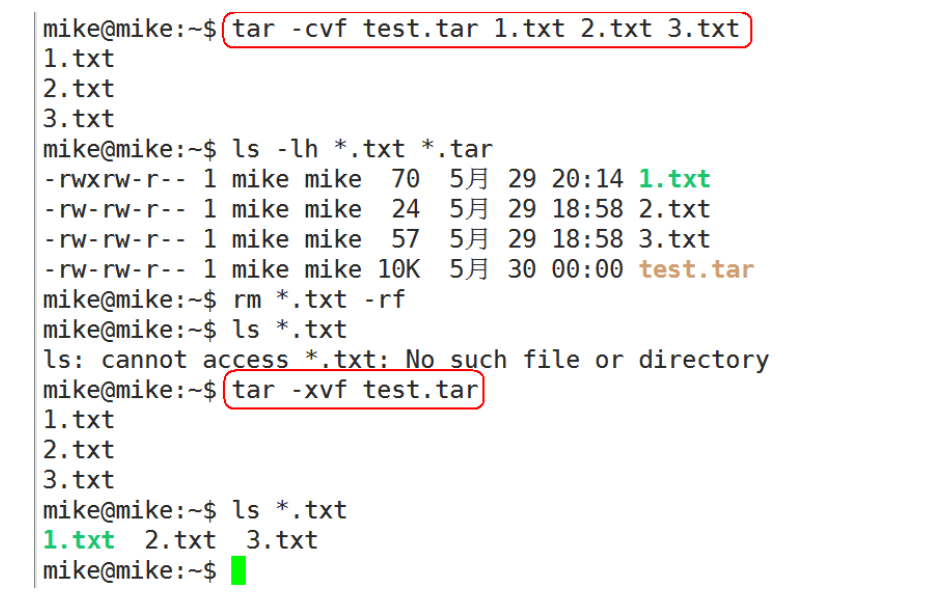 mike@mike:~$ tar -cvf test.tar 1.txt 2.txt 3.txt
1.txt
2.txt
3.txt
mike@mike:~$ ls -lh *.txt *.tar
-rwxrw-r-- 1 mike mike  70  5月 29 20:14 1.txt
-rw-rw-r-- 1 mike mike  24  5月 29 18:58 2.txt
-rw-rw-r-- 1 mike mike  57  5月 29 18:58 3.txt
-rw-rw-r-- 1 mike mike 10K  5月 30 00:00 test.tar
mike@mike:~$ rm *.txt -rf
mike@mike:~$ ls *.txt
ls: cannot access *.txt: No such file or directory
mike@mike:~$ tar -xvf test.tar
1.txt
2.txt
3.txt
mike@mike:~$ ls *.txt
1.txt  2.txt  3.txt
mike@mike:~$